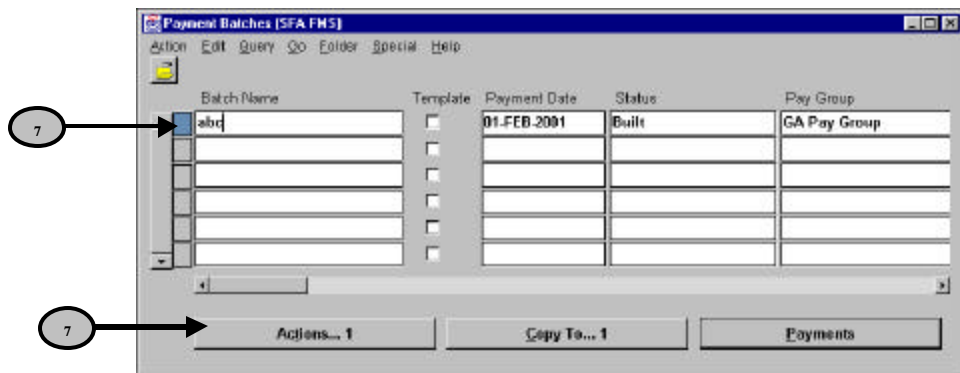 Payment Batches (SFA FMS)
Action Edit Query Go Folder Special Help
Batch Name Template Payment Date Status Pay Group
7 abc 01-FEB-2001 Built GA Pay Group
7 Actions... 1 Copy To... 1 Payments